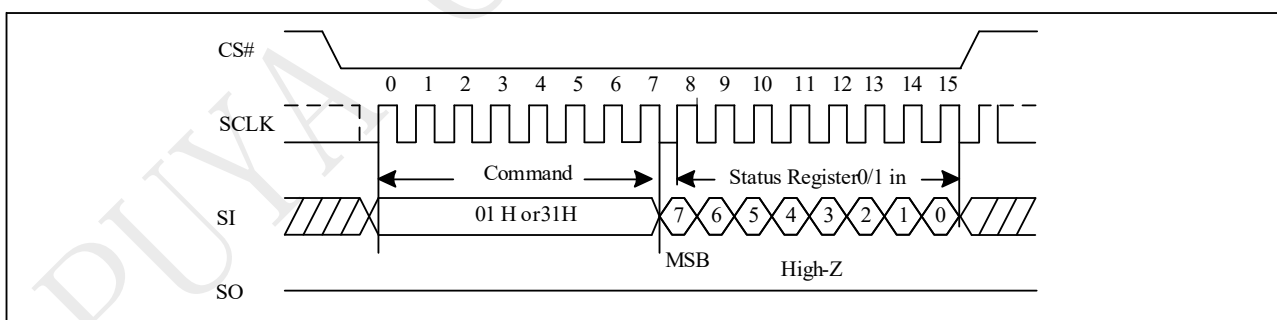 CS#
0 1 2 3 4 5 6 7 8 9 10 11 12 13 14 15
SCLK
Command
Status Register0/1 in
SI
01 H or31H
7 6 5 4 3 2 1 0
MSB
High-Z
SO
PUYA